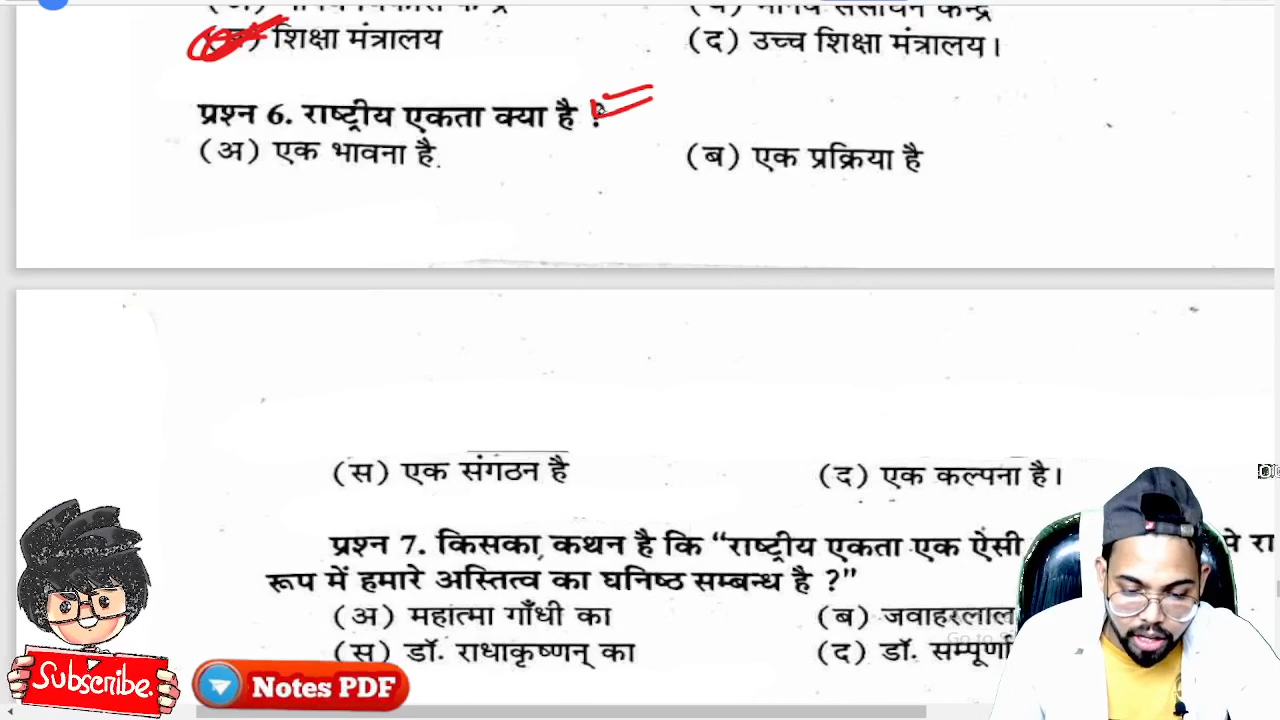 शिक्षा मंत्रालय (द) उच्च शिक्षा मंत्रालय।
प्रश्न 6. राष्ट्रीय एकता क्या है ?
(अ) एक भावना है. (ब) एक प्रक्रिया है
(स) एक संगठन है (द) एक कल्पना है।
प्रश्न 7. किसका कथन है कि “राष्ट्रीय एकता एक ऐसी
रूप में हमारे अस्तित्व का घनिष्ठ सम्बन्ध है ?”
(अ) महात्मा गाँधी का (ब) जवाहरलाल
(स) डॉ. राधाकृष्णन् का (द) डॉ.
Subscribe.
Notes PDF